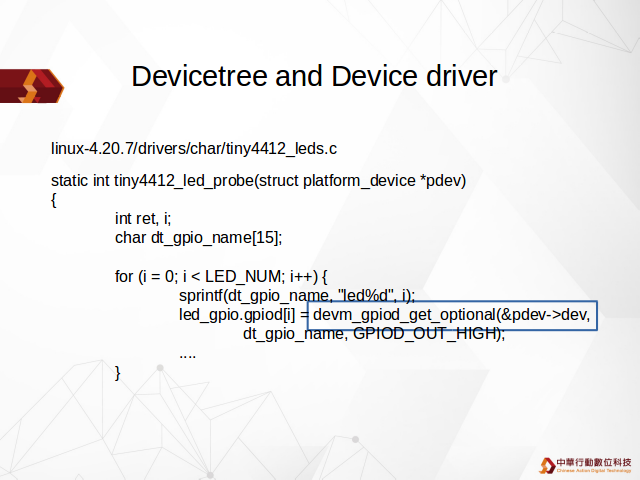 Devicetree and Device driver
linux-4.20.7/drivers/char/tiny4412_leds.c
static int tiny4412_led_probe(struct platform_device *pdev)
{
int ret, i;
char dt_gpio_name[15];
for (i = 0; i < LED_NUM; i++) {
sprintf(dt_gpio_name, "led%d", i);
led_gpio.gpiod[i] = devm_gpiod_get_optional(&pdev->dev,
dt_gpio_name, GPIOD_OUT_HIGH);
....
}
中華行動數位科技
Chinese Action Digital Technology